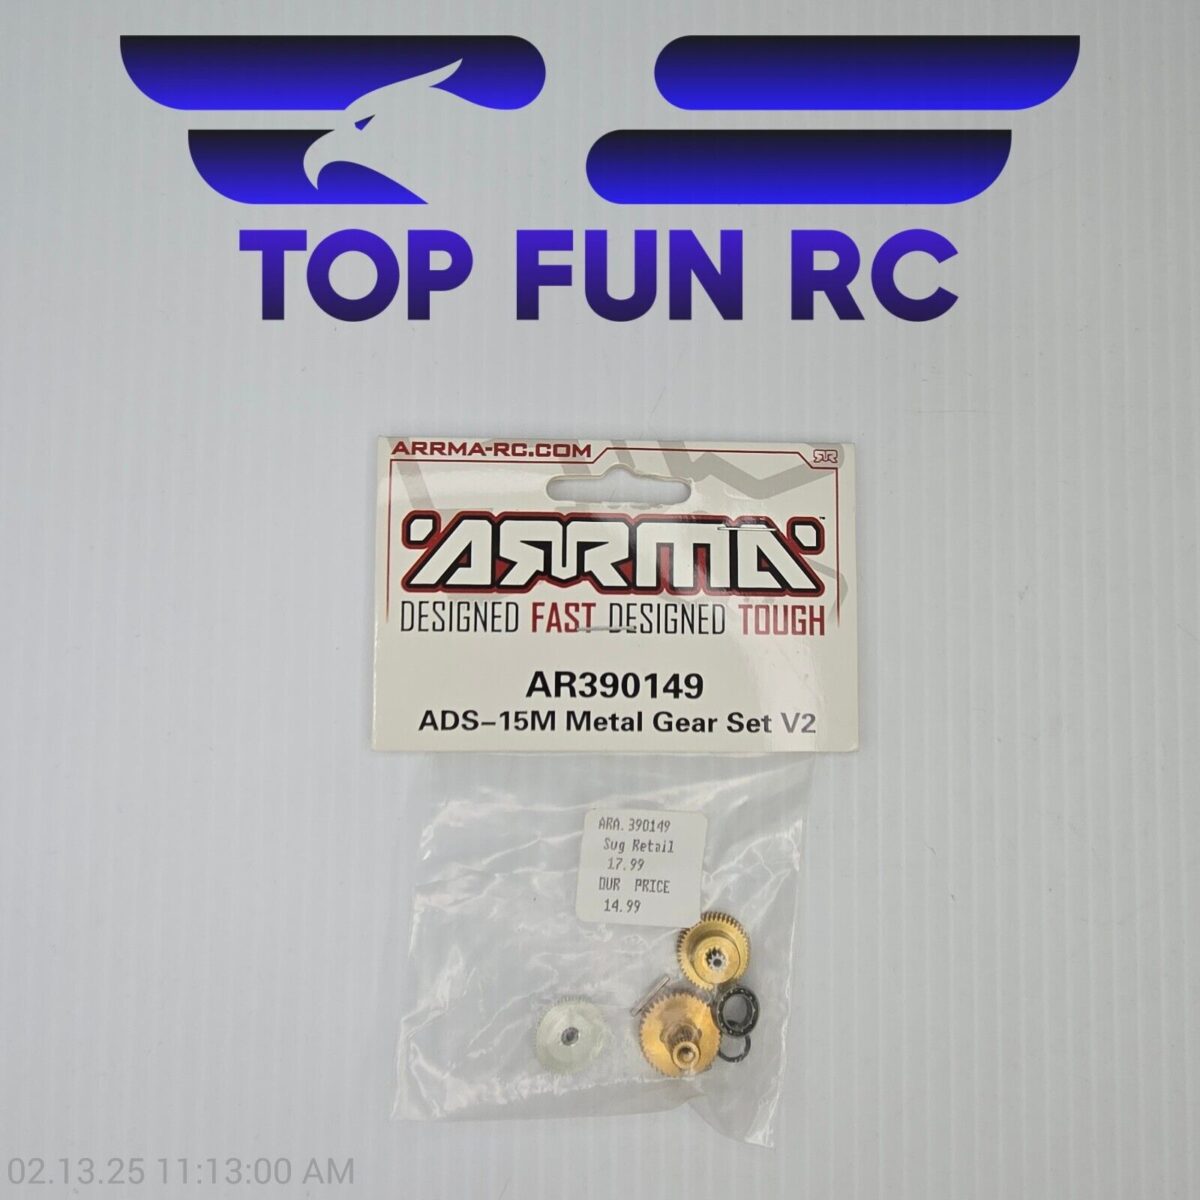 TOP FUN RC
ARRMA-RC.COM
ARRMA™
DESIGNED FAST DESIGNED TOUGH
AR390149
ADS-15M Metal Gear Set V2
ARA. 390149
Sug Retail
17.99
OUR PRICE
14.99
02.13.25 11:13:00 AM